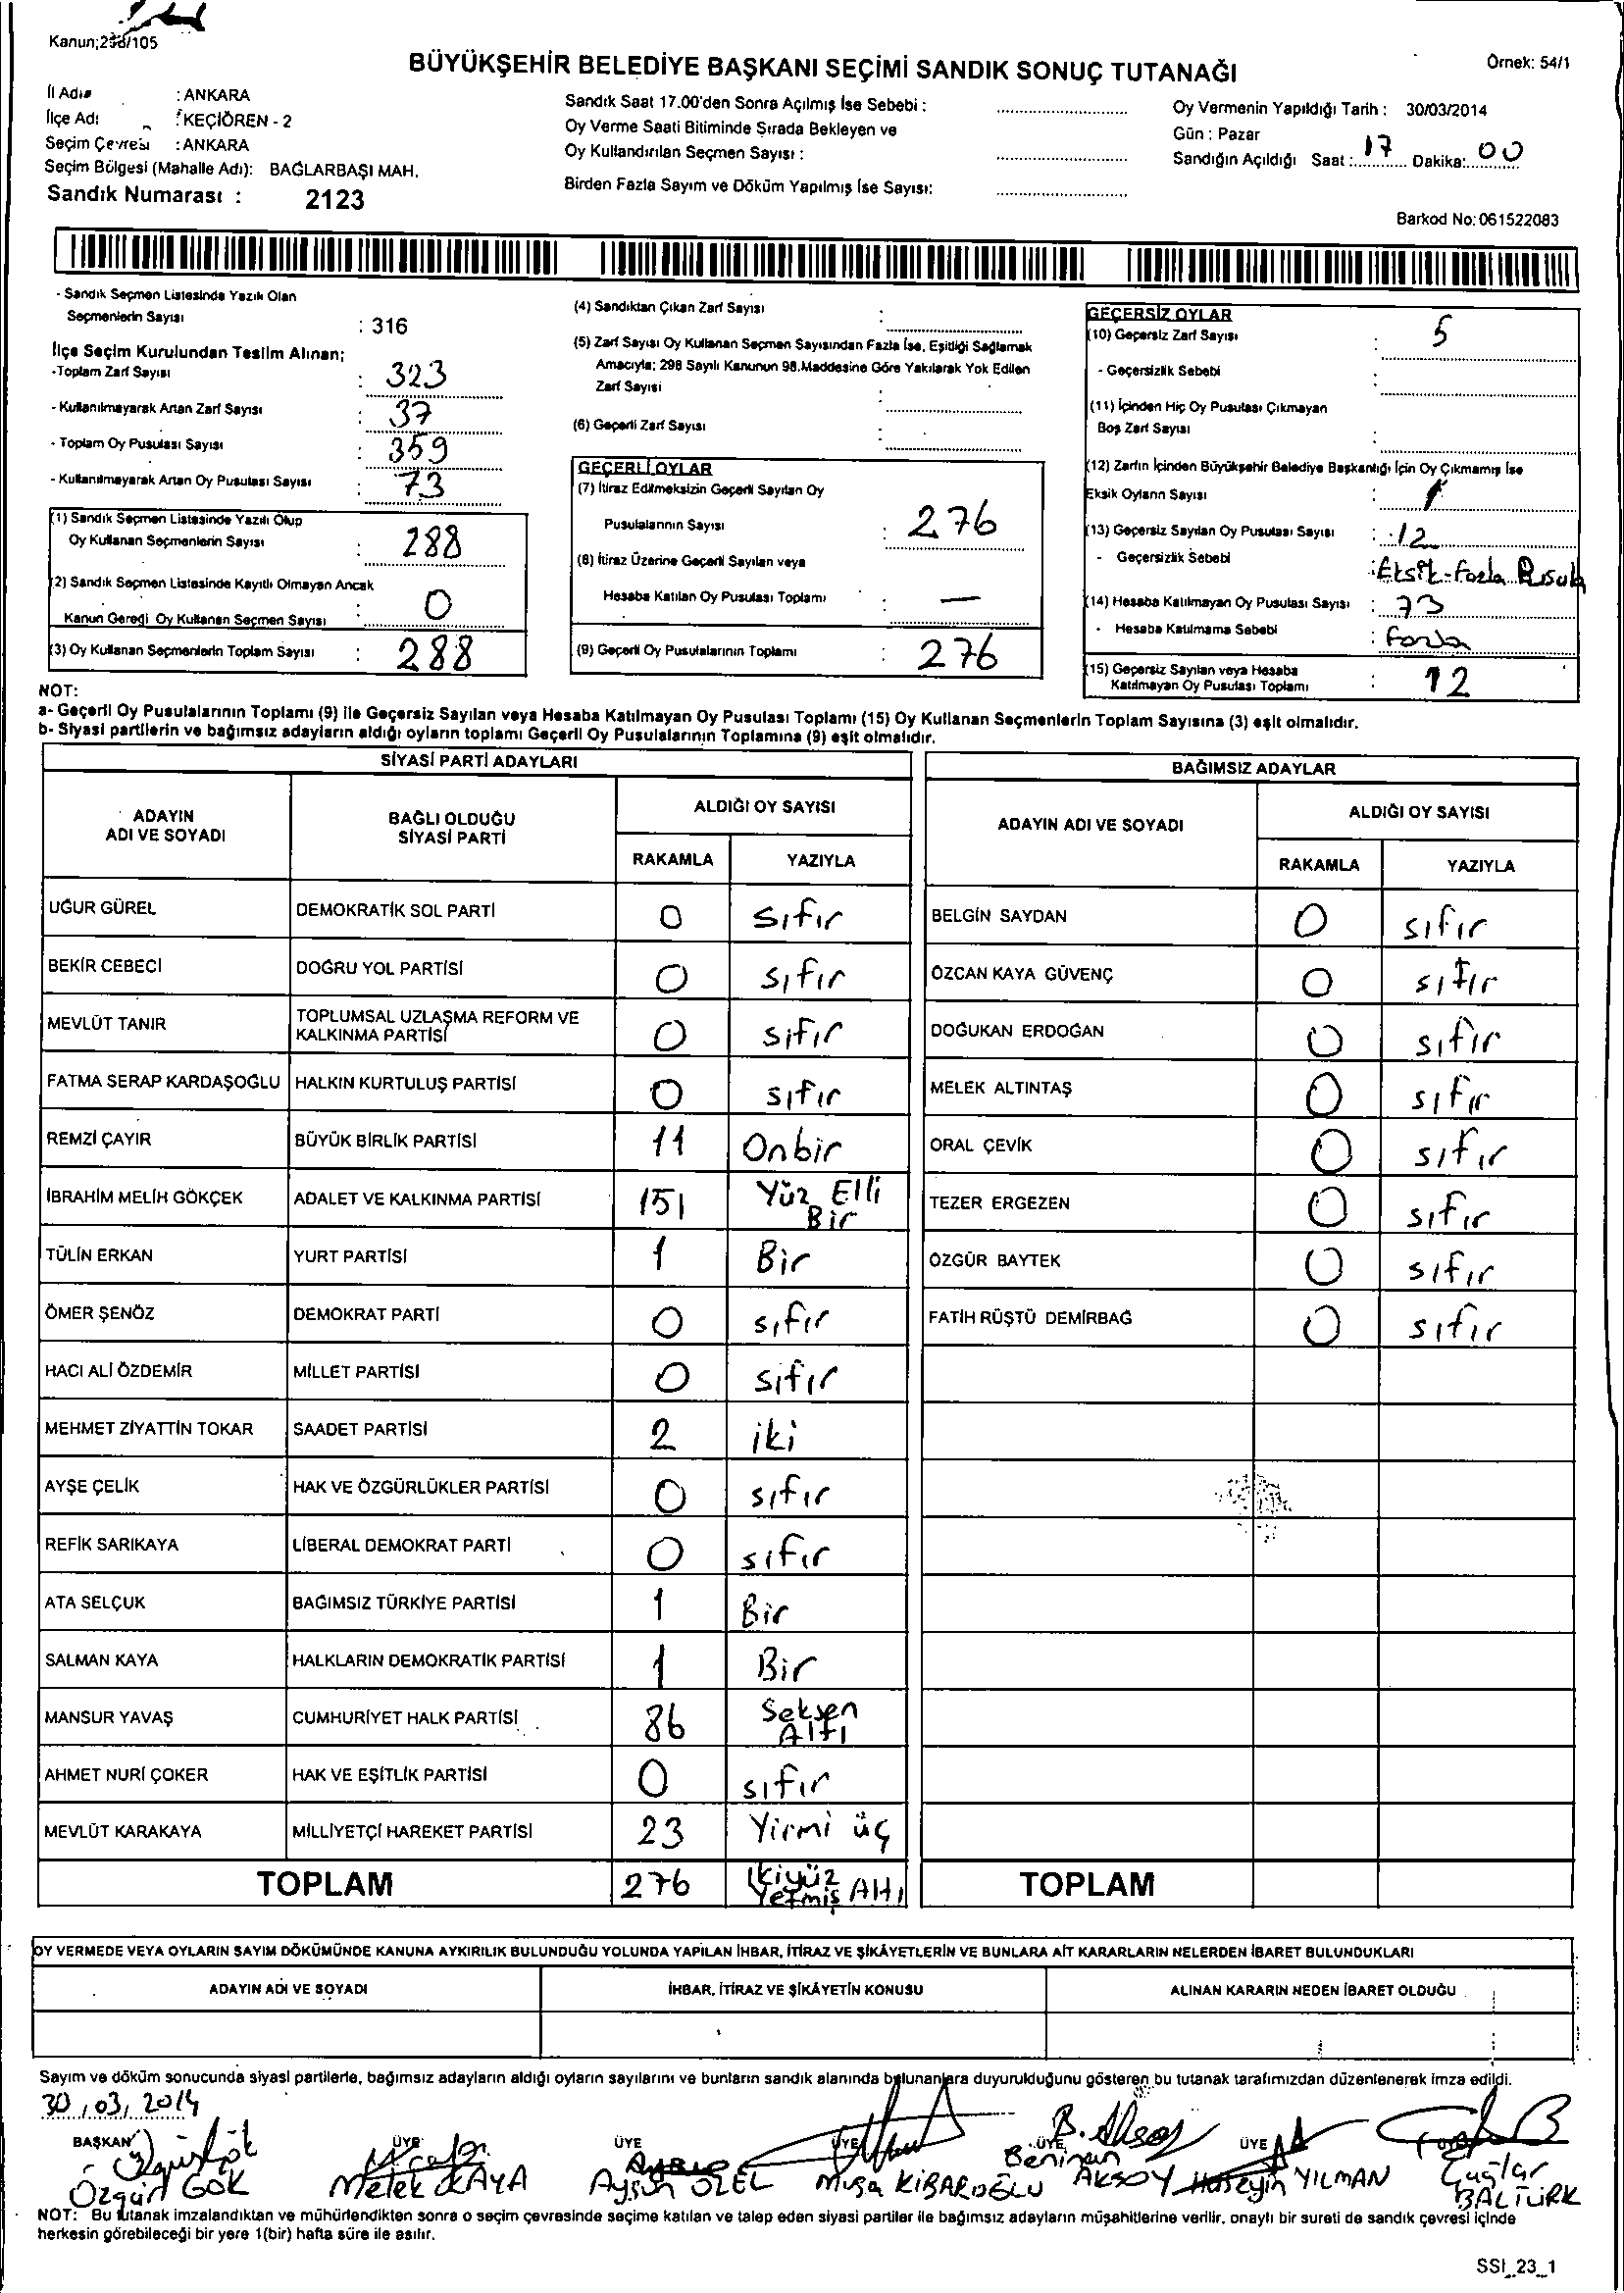 Kanun;298/105
BÜYÜKŞEHİR BELEDİYE BAŞKANI SEÇİMİ SANDIK SONUÇ TUTANAĞI
Örnek: 54/1
İl Adı : ANKARA
İlçe Adı : KEÇİÖREN - 2
Seçim Çevresi : ANKARA
Seçim Bölgesi (Mahalle Adı): BAĞLARBAŞI MAH.
Sandık Numarası : 2123
Sandık Saat 17.00'den Sonra Açılmış İse Sebebi : ..........
Oy Verme Saati Bitiminde Sırada Bekleyen ve
Oy Kullandırılan Seçmen Sayısı : ..........
Birden Fazla Sayım ve Döküm Yapılmış İse Sayısı: ..........
Oy Vermenin Yapıldığı Tarih : 30/03/2014
Gün : Pazar
Sandığın Açıldığı Saat : 17 Dakika: 00
Barkod No: 061522083
- Sandık Seçmen Listesinde Yazılı Olan
Seçmenlerin Sayısı : 316
İlçe Seçim Kurulundan Teslim Alınan;
-Toplam Zarf Sayısı : 323
- Kullanılmayarak Artan Zarf Sayısı : 37
- Toplam Oy Pusulası Sayısı : 359
- Kullanılmayarak Artan Oy Pusulası Sayısı : 73
(1) Sandık Seçmen Listesinde Yazılı Olup
Oy Kullanan Seçmenlerin Sayısı : 288
(2) Sandık Seçmen Listesinde Kayıtlı Olmayan Ancak
Kanun Gereği Oy Kullanan Seçmen Sayısı : 0
(3) Oy Kullanan Seçmenlerin Toplam Sayısı : 288
(4) Sandıktan Çıkan Zarf Sayısı : ..........
(5) Zarf Sayısı Oy Kullanan Seçmen Sayısından Fazla İse, Eşitliği Sağlamak
Amacıyla; 298 Sayılı Kanunun 98.Maddesine Göre Yakılarak Yok Edilen
Zarf Sayısı : ..........
(6) Geçerli Zarf Sayısı : ..........
GEÇERLİ OYLAR
(7) İtiraz Edilmeksizin Geçerli Sayılan Oy
Pusulalarının Sayısı : 276
(8) İtiraz Üzerine Geçerli Sayılan veya
Hesaba Katılan Oy Pusulası Toplamı : —
(9) Geçerli Oy Pusulalarının Toplamı : 276
GEÇERSİZ OYLAR
(10) Geçersiz Zarf Sayısı : 5
- Geçersizlik Sebebi : ..........
(11) İçinden Hiç Oy Pusulası Çıkmayan
Boş Zarf Sayısı : ..........
(12) Zarfın İçinden Büyükşehir Belediye Başkanlığı İçin Oy Çıkmamış İse
Eksik Oyların Sayısı : 1
(13) Geçersiz Sayılan Oy Pusulası Sayısı : 12
- Geçersizlik Sebebi : Eksik-Fazla Pusula
(14) Hesaba Katılmayan Oy Pusulası Sayısı : 73
- Hesaba Katılmama Sebebi : Fazla
(15) Geçersiz Sayılan veya Hesaba
Katılmayan Oy Pusulası Toplamı : 12
NOT:
a- Geçerli Oy Pusulalarının Toplamı (9) ile Geçersiz Sayılan veya Hesaba Katılmayan Oy Pusulası Toplamı (15) Oy Kullanan Seçmenlerin Toplam Sayısına (3) eşit olmalıdır.
b- Siyasi partilerin ve bağımsız adayların aldığı oyların toplamı Geçerli Oy Pusulalarının Toplamına (9) eşit olmalıdır.
SİYASİ PARTİ ADAYLARI
ADAYIN ADI VE SOYADI BAĞLI OLDUĞU SİYASİ PARTİ ALDIĞI OY SAYISI
RAKAMLA YAZIYLA
UĞUR GÜREL DEMOKRATİK SOL PARTİ 0 sıfır
BEKİR CEBECİ DOĞRU YOL PARTİSİ 0 sıfır
MEVLÜT TANIR TOPLUMSAL UZLAŞMA REFORM VE KALKINMA PARTİSİ 0 sıfır
FATMA SERAP KARDAŞOĞLU HALKIN KURTULUŞ PARTİSİ 0 sıfır
REMZİ ÇAYIR BÜYÜK BİRLİK PARTİSİ 11 Onbir
İBRAHİM MELİH GÖKÇEK ADALET VE KALKINMA PARTİSİ 151 Yüz Elli Bir
TÜLİN ERKAN YURT PARTİSİ 1 Bir
ÖMER ŞENÖZ DEMOKRAT PARTİ 0 sıfır
HACI ALİ ÖZDEMİR MİLLET PARTİSİ 0 sıfır
MEHMET ZİYATTİN TOKAR SAADET PARTİSİ 2 iki
AYŞE ÇELİK HAK VE ÖZGÜRLÜKLER PARTİSİ 0 sıfır
REFİK SARIKAYA LİBERAL DEMOKRAT PARTİ 0 sıfır
ATA SELÇUK BAĞIMSIZ TÜRKİYE PARTİSİ 1 Bir
SALMAN KAYA HALKLARIN DEMOKRATİK PARTİSİ 1 Bir
MANSUR YAVAŞ CUMHURİYET HALK PARTİSİ 86 Seksen Altı
AHMET NURİ ÇOKER HAK VE EŞİTLİK PARTİSİ 0 sıfır
MEVLÜT KARAKAYA MİLLİYETÇİ HAREKET PARTİSİ 23 Yirmi üç
TOPLAM 276 İkiyüz Yetmiş Altı
BAĞIMSIZ ADAYLAR
ADAYIN ADI VE SOYADI ALDIĞI OY SAYISI
RAKAMLA YAZIYLA
BELGİN SAYDAN 0 sıfır
ÖZCAN KAYA GÜVENÇ 0 sıfır
DOĞUKAN ERDOĞAN 0 sıfır
MELEK ALTINTAŞ 0 sıfır
ORAL ÇEVİK 0 sıfır
TEZER ERGEZEN 0 sıfır
ÖZGÜR BAYTEK 0 sıfır
FATİH RÜŞTÜ DEMİRBAĞ 0 sıfır
TOPLAM
OY VERMEDE VEYA OYLARIN SAYIM DÖKÜMÜNDE KANUNA AYKIRILIK BULUNDUĞU YOLUNDA YAPILAN İHBAR, İTİRAZ VE ŞİKÂYETLERİN VE BUNLARA AİT KARARLARIN NELERDEN İBARET BULUNDUKLARI
ADAYIN ADI VE SOYADI İHBAR, İTİRAZ VE ŞİKÂYETİN KONUSU ALINAN KARARIN NEDEN İBARET OLDUĞU
Sayım ve döküm sonucunda siyasi partilerle, bağımsız adayların aldığı oyların sayılarını ve bunların sandık alanında bulunanlara duyurulduğunu gösteren bu tutanak tarafımızdan düzenlenerek imza edildi.
30/03/2014
BAŞKAN ÜYE ÜYE ÜYE ÜYE ÜYE ÜYE
B. Aksoy
Özgür GÖK Melek KAYA Aysun ÖZEL Musa KİBAROĞLU Beninan AKSOY Hüseyin YILMAN Çağlar BALTÜRK
NOT: Bu tutanak imzalandıktan ve mühürlendikten sonra o seçim çevresinde seçime katılan ve talep eden siyasi partiler ile bağımsız adayların müşahitlerine verilir, onaylı bir sureti de sandık çevresi içinde
herkesin görebileceği bir yere 1(bir) hafta süre ile asılır.
SSI_23_1